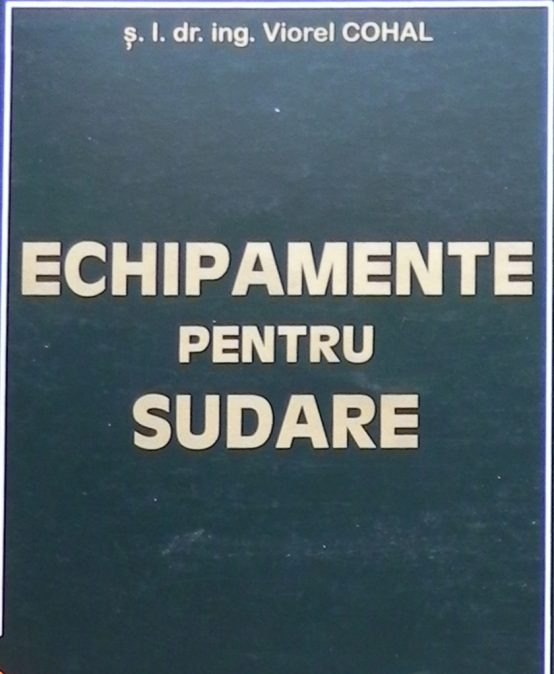 ș. l. dr. ing. Viorel COHAL
ECHIPAMENTE
PENTRU
SUDARE